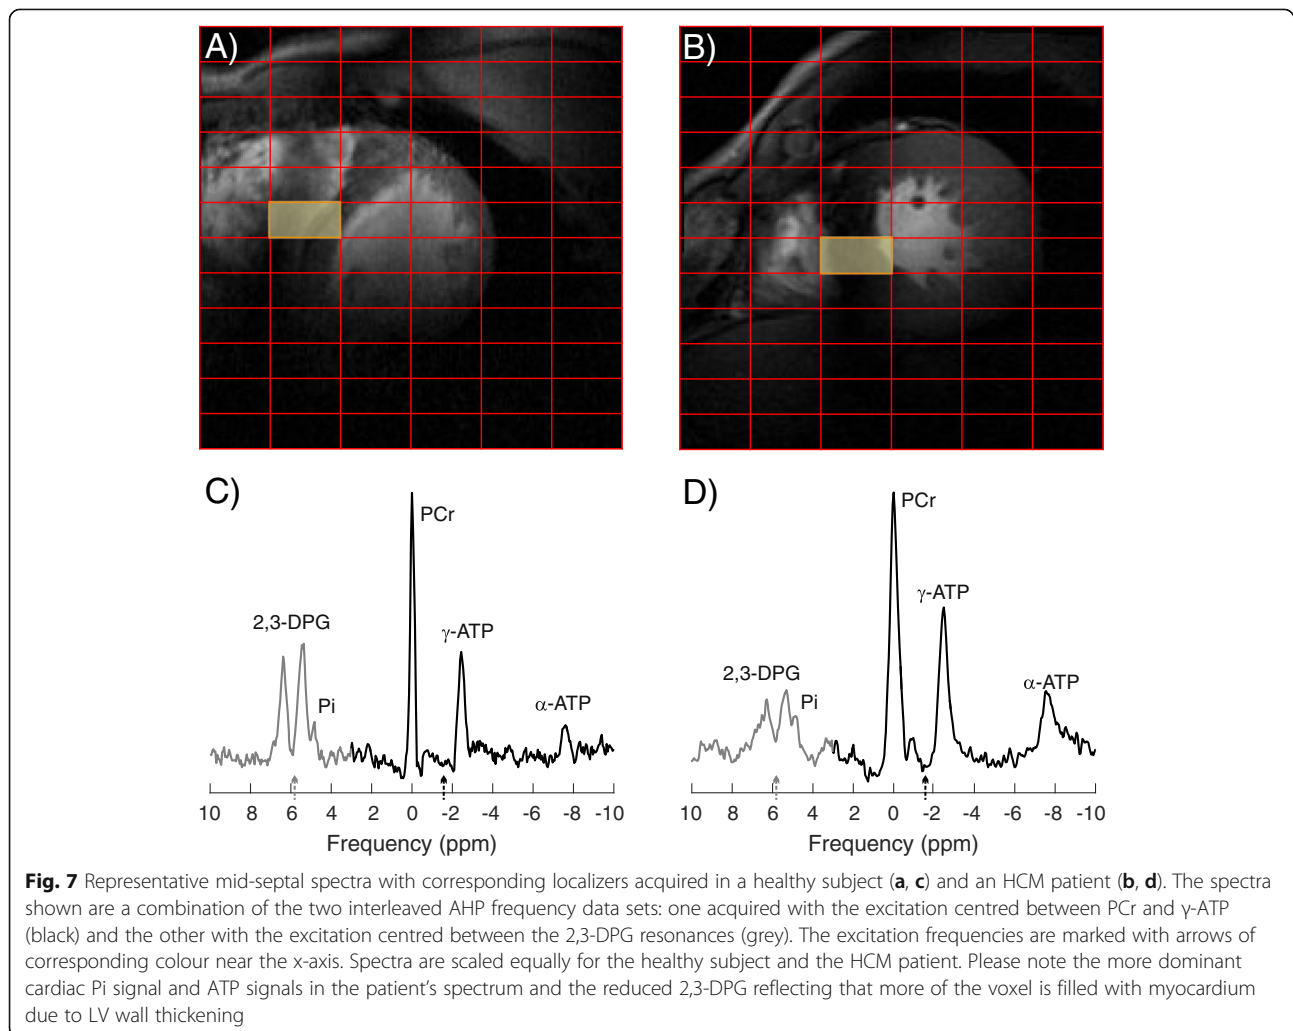 A)
B)
C)
D)
PCr
2,3-DPG
Pi
γ-ATP
α-ATP
10 8 6 4 2 0 -2 -4 -6 -8 -10
Frequency (ppm)
PCr
γ-ATP
2,3-DPG
Pi
α-ATP
10 8 6 4 2 0 -2 -4 -6 -8 -10
Frequency (ppm)
Fig. 7 Representative mid-septal spectra with corresponding localizers acquired in a healthy subject (a, c) and an HCM patient (b, d). The spectra
shown are a combination of the two interleaved AHP frequency data sets: one acquired with the excitation centred between PCr and γ-ATP
(black) and the other with the excitation centred between the 2,3-DPG resonances (grey). The excitation frequencies are marked with arrows of
corresponding colour near the x-axis. Spectra are scaled equally for the healthy subject and the HCM patient. Please note the more dominant
cardiac Pi signal and ATP signals in the patient's spectrum and the reduced 2,3-DPG reflecting that more of the voxel is filled with myocardium
due to LV wall thickening